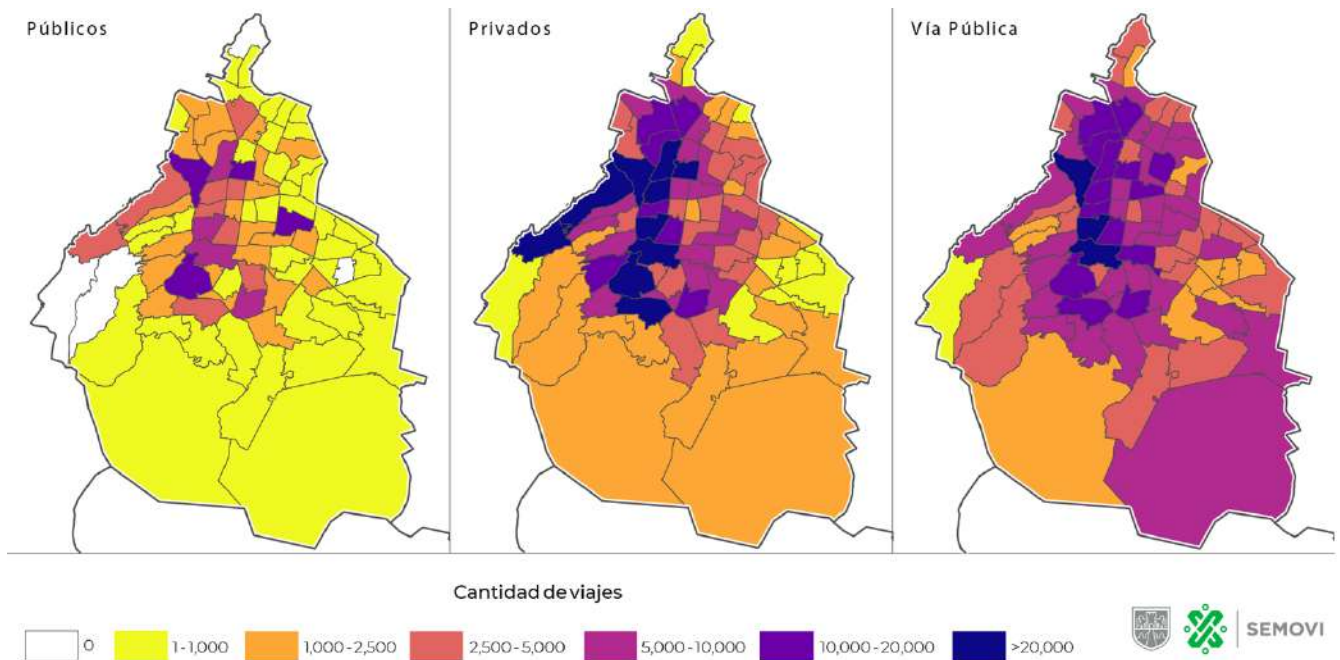 Públicos
Privados
Vía Pública
Cantidad de viajes
0
1-1,000
1,000-2,500
2,500-5,000
5,000-10,000
10,000-20,000
>20,000
SEMOVI